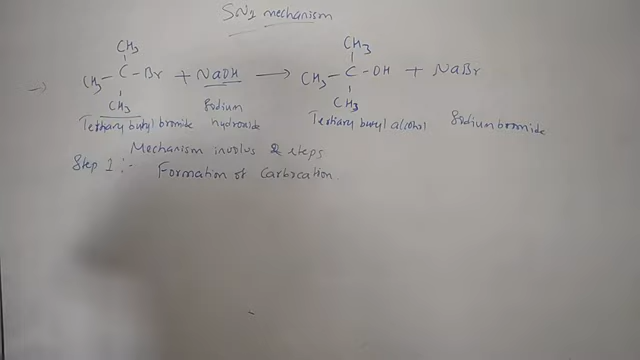 SN1 mechanism
CH3 CH3
CH3 - C - Br + NaOH → CH3 - C - OH + NaBr
CH3 CH3
Sodium
Tertiary butyl bromide hydroxide Tertiary butyl alcohol Sodium bromide
Mechanism involus 2 steps
Step 1 :- Formation of Carbocation.